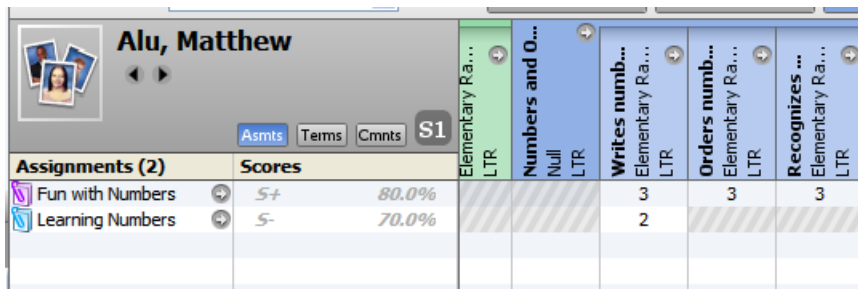 Alu, Matthew
Asmts Terms Cmnts S1
Assignments (2) Scores
Elementary Ra...
LTR
Numbers and O...
Null
LTR
Writes numb...
Elementary Ra...
LTR
Orders numb...
Elementary Ra...
LTR
Recognizes ...
Elementary Ra...
LTR
Fun with Numbers S+ 80.0% 3 3 3
Learning Numbers S- 70.0% 2